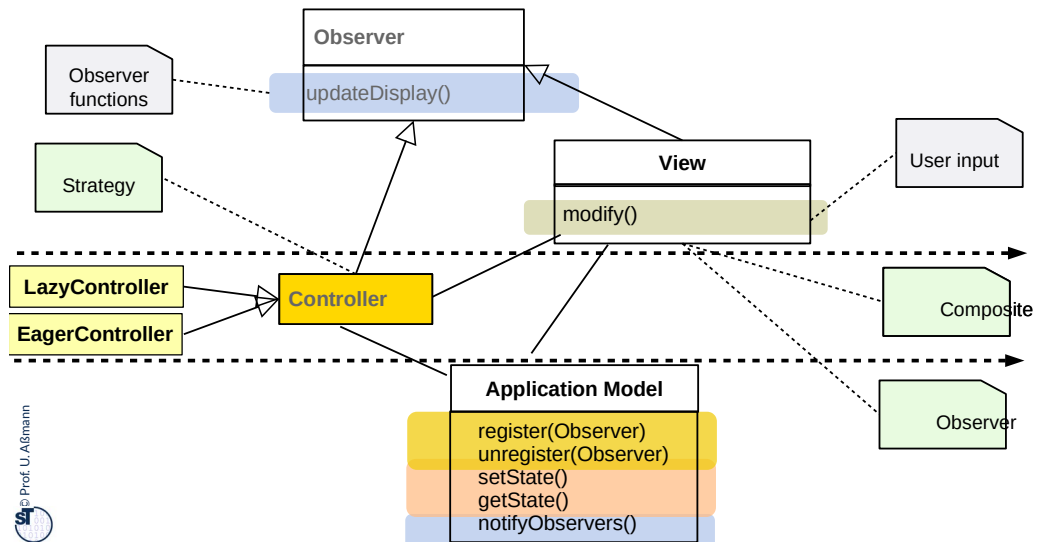 Observer
updateDisplay()
Observer
functions
Strategy
View
modify()
User input
LazyController
EagerController
Controller
Composite
Application Model
register(Observer)
unregister(Observer)
setState()
getState()
notifyObservers()
Observer
© Prof. U. Aßmann
ST